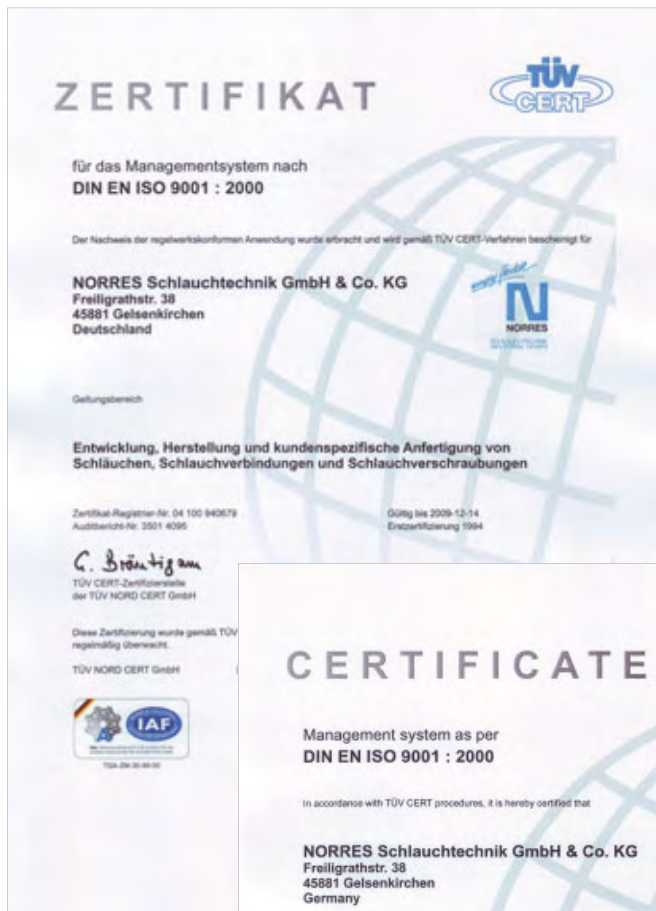 ZERTIFIKAT
TÜV
CERT
für das Managementsystem nach
DIN EN ISO 9001 : 2000
Der Nachweis der regelwerkskonformen Anwendung wurde erbracht und wird gemäß TÜV CERT-Verfahren bescheinigt für
NORRES Schlauchtechnik GmbH & Co. KG
Freiligrathstr. 38
45881 Gelsenkirchen
Deutschland
N
NORRES
Geltungsbereich
Entwicklung, Herstellung und kundenspezifische Anfertigung von
Schläuchen, Schlauchverbindungen und Schlauchverschraubungen
Zertifikat-Registrier-Nr. 04 100 940679
Auditbericht-Nr. 3501 4095
Gültig bis 2009-12-14
Erstzertifizierung 1994
G. Bräutigam
TÜV CERT-Zertifizierstelle
der TÜV NORD CERT GmbH
Diese Zertifizierung wurde gemäß TÜV
regelmäßig überwacht.
TÜV NORD CERT GmbH
IAF
CERTIFICATE
Management system as per
DIN EN ISO 9001 : 2000
In accordance with TÜV CERT procedures, it is hereby certified that
NORRES Schlauchtechnik GmbH & Co. KG
Freiligrathstr. 38
45881 Gelsenkirchen
Germany